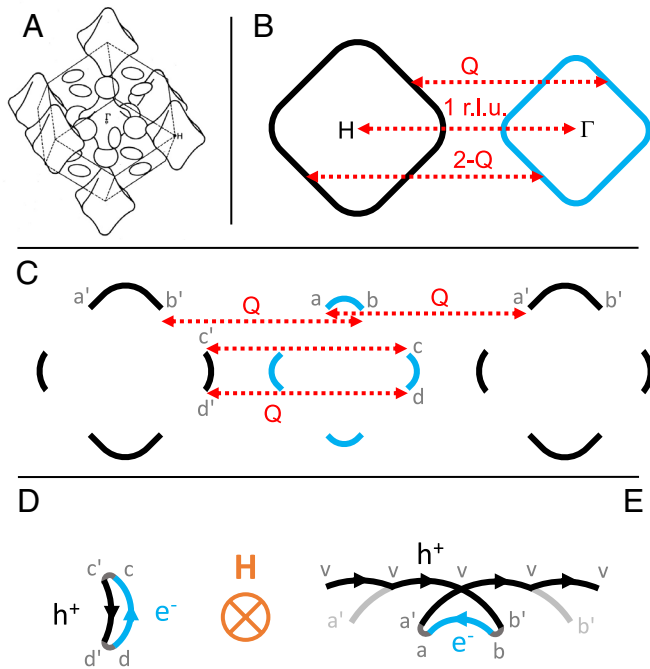 A
Γ
H
B
Q
1 r.l.u.
H
Γ
2-Q
C
a'
b'
a
b
a'
b'
Q
Q
c'
c
d'
d
Q
D
E
c'
c
h⁺
e⁻
d'
d
H
h⁺
v
v
v
v
v
a'
a'
b'
b'
a
e⁻
b